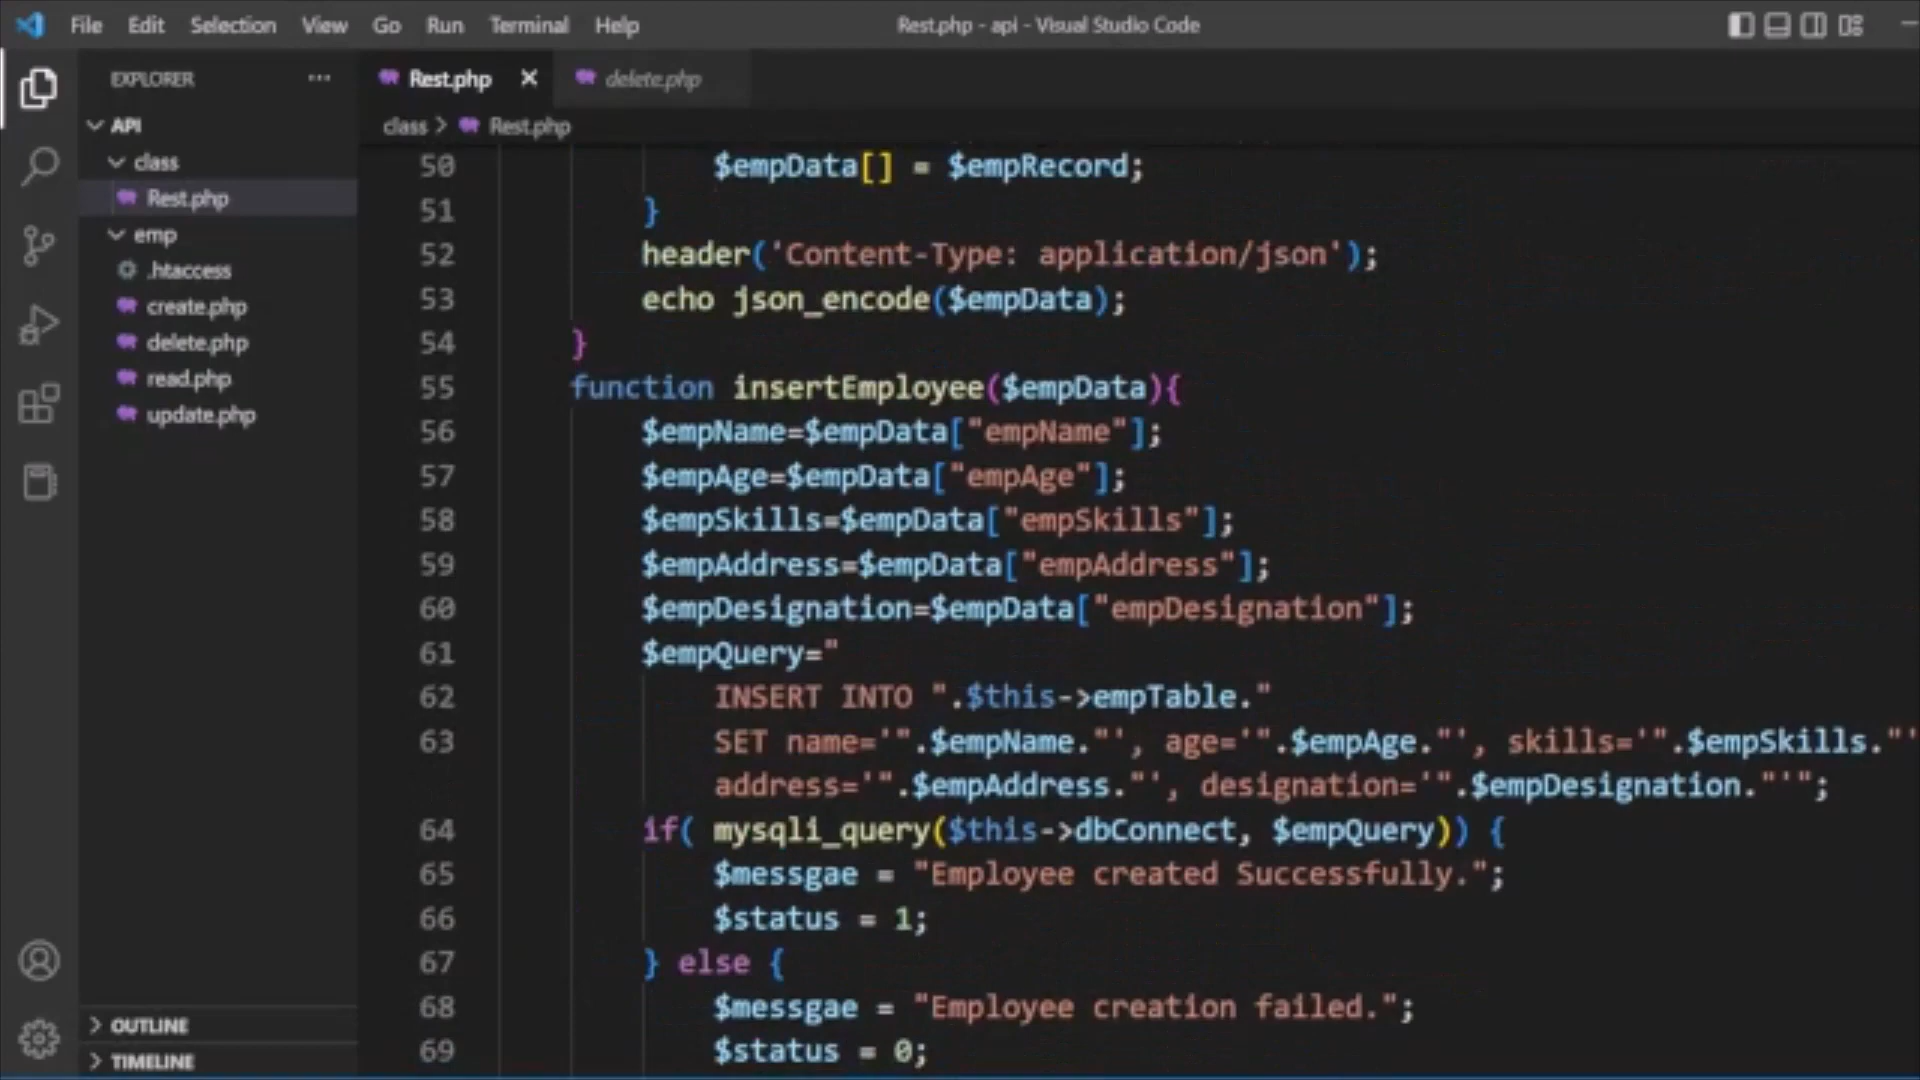 File Edit Selection View Go Run Terminal Help Rest.php - api - Visual Studio Code
EXPLORER ···
API
class
Rest.php
emp
.htaccess
create.php
delete.php
read.php
update.php
OUTLINE
TIMELINE
Rest.php × delete.php
class > Rest.php
50 $empData[] = $empRecord;
51 }
52 header('Content-Type: application/json');
53 echo json_encode($empData);
54 }
55 function insertEmployee($empData){
56 $empName=$empData["empName"];
57 $empAge=$empData["empAge"];
58 $empSkills=$empData["empSkills"];
59 $empAddress=$empData["empAddress"];
60 $empDesignation=$empData["empDesignation"];
61 $empQuery="
62 INSERT INTO ".$this->empTable."
63 SET name='".$empName."', age='".$empAge."', skills='".$empSkills."'
address='".$empAddress."', designation='".$empDesignation."'";
64 if( mysqli_query($this->dbConnect, $empQuery)) {
65 $messgae = "Employee created Successfully.";
66 $status = 1;
67 } else {
68 $messgae = "Employee creation failed.";
69 $status = 0;